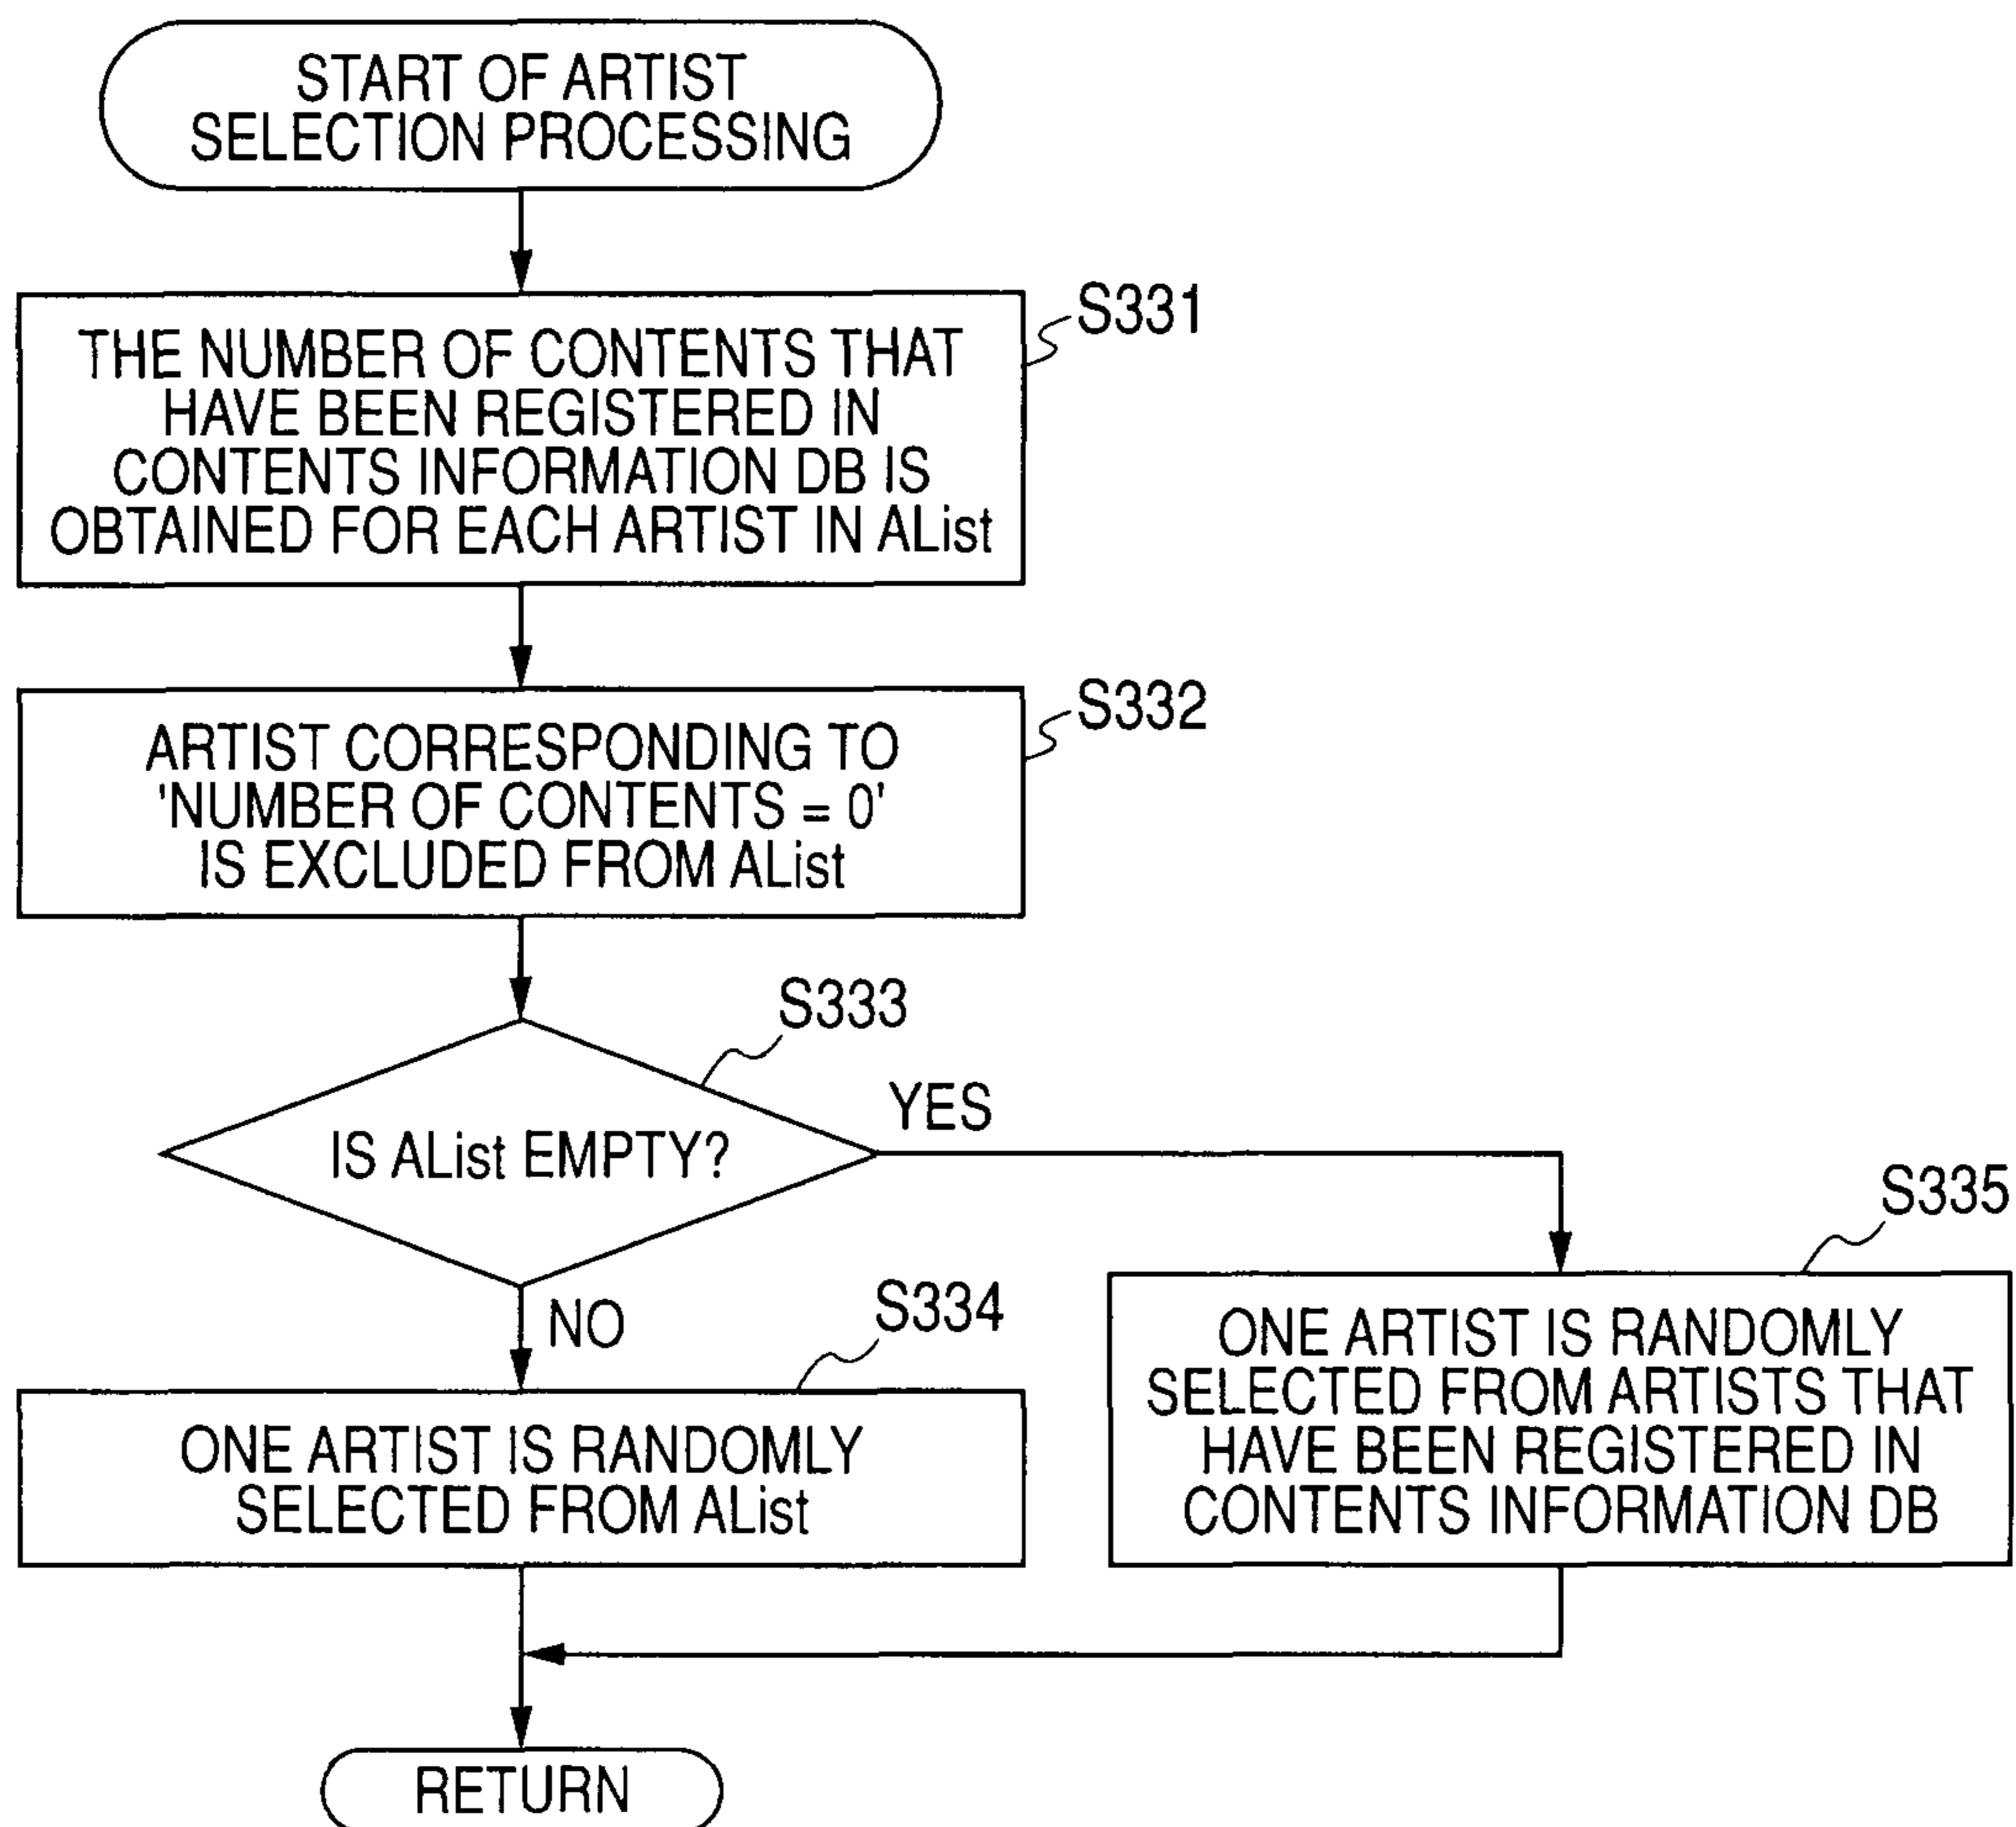 START OF ARTIST
SELECTION PROCESSING
S331
THE NUMBER OF CONTENTS THAT
HAVE BEEN REGISTERED IN
CONTENTS INFORMATION DB IS
OBTAINED FOR EACH ARTIST IN AList
S332
ARTIST CORRESPONDING TO
'NUMBER OF CONTENTS = 0'
IS EXCLUDED FROM AList
S333
IS AList EMPTY?
YES
NO
S334
ONE ARTIST IS RANDOMLY
SELECTED FROM AList
S335
ONE ARTIST IS RANDOMLY
SELECTED FROM ARTISTS THAT
HAVE BEEN REGISTERED IN
CONTENTS INFORMATION DB
RETURN